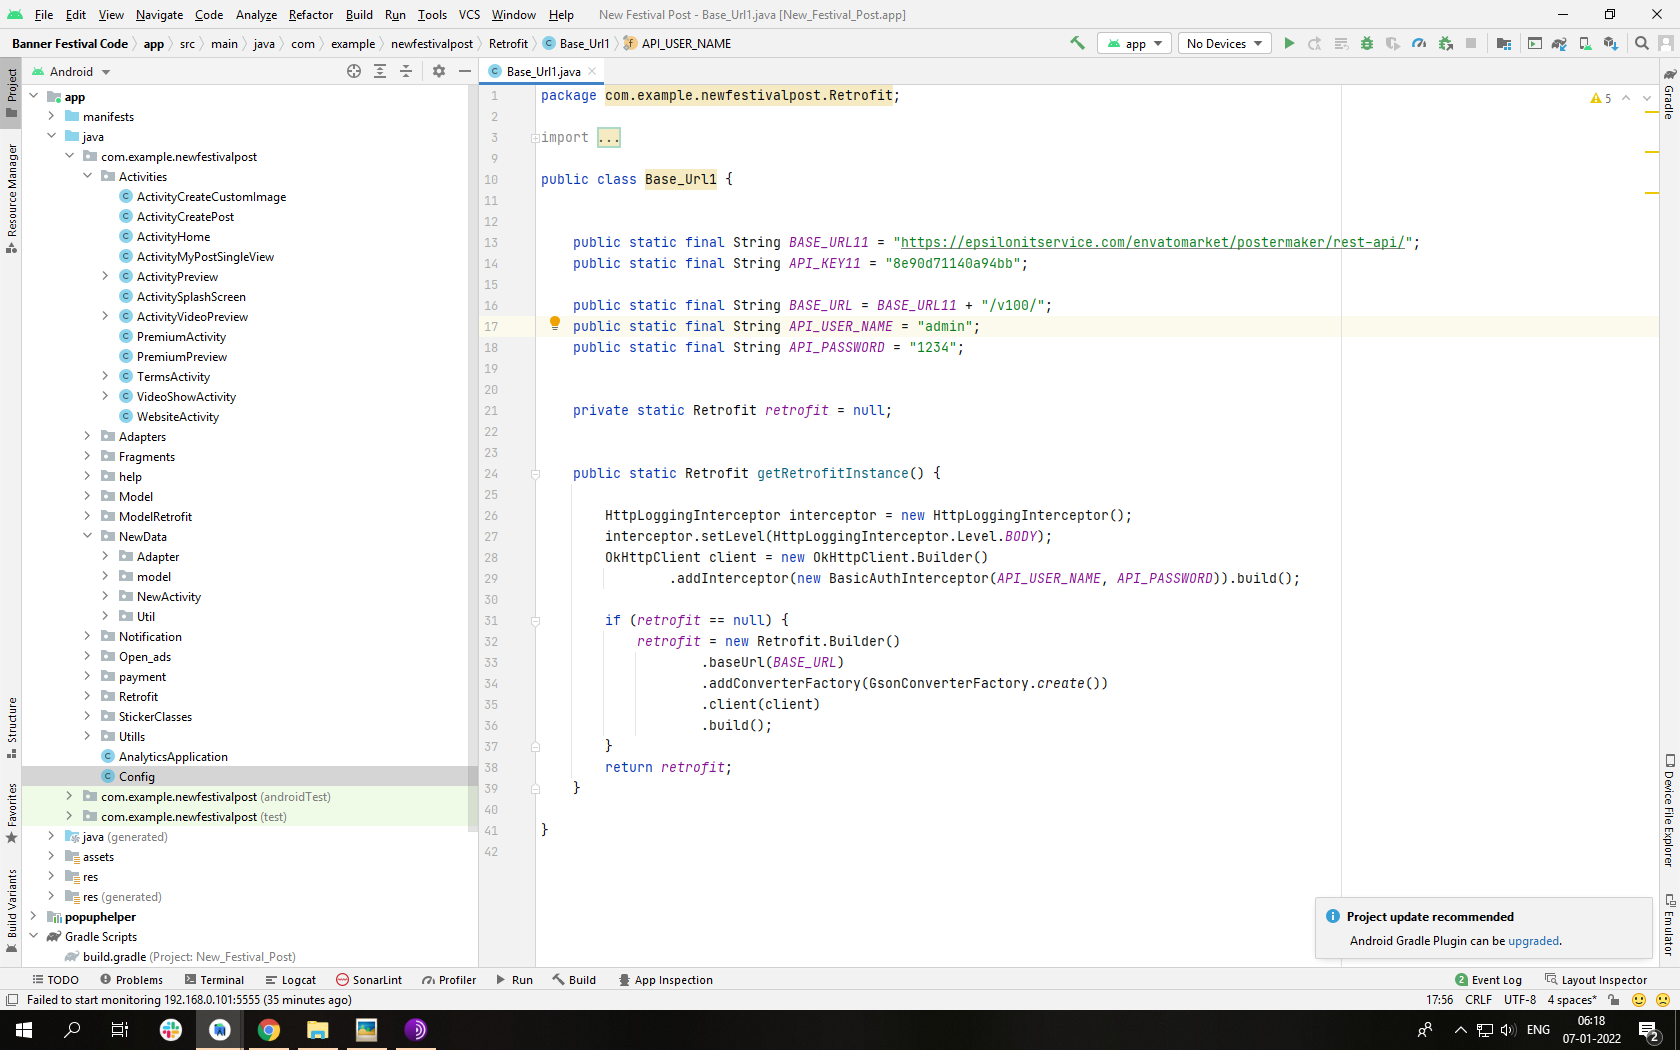 File Edit View Navigate Code Analyze Refactor Build Run Tools VCS Window Help New Festival Post - Base_Url1.java [New_Festival_Post.app]
Banner Festival Code app src main java com example newfestivalpost Retrofit Base_Url1 API_USER_NAME app No Devices
Android
Base_Url1.java
Project
Resource Manager
Structure
Favorites
Build Variants
app
manifests
java
com.example.newfestivalpost
Activities
ActivityCreateCustomImage
ActivityCreatePost
ActivityHome
ActivityMyPostSingleView
ActivityPreview
ActivitySplashScreen
ActivityVideoPreview
PremiumActivity
PremiumPreview
TermsActivity
VideoShowActivity
WebsiteActivity
Adapters
Fragments
help
Model
ModelRetrofit
NewData
Adapter
model
NewActivity
Util
Notification
Open_ads
payment
Retrofit
StickerClasses
Utills
AnalyticsApplication
Config
com.example.newfestivalpost (androidTest)
com.example.newfestivalpost (test)
java (generated)
assets
res
res (generated)
popuphelper
Gradle Scripts
build.gradle (Project: New_Festival_Post)
1 package com.example.newfestivalpost.Retrofit;
2
3 import ...
9
10 public class Base_Url1 {
11
12
13 public static final String BASE_URL11 = "https://epsilonitservice.com/envatomarket/postermaker/rest-api/";
14 public static final String API_KEY11 = "8e90d71140a94bb";
15
16 public static final String BASE_URL = BASE_URL11 + "/v100/";
17 public static final String API_USER_NAME = "admin";
18 public static final String API_PASSWORD = "1234";
19
20
21 private static Retrofit retrofit = null;
22
23
24 public static Retrofit getRetrofitInstance() {
25
26 HttpLoggingInterceptor interceptor = new HttpLoggingInterceptor();
27 interceptor.setLevel(HttpLoggingInterceptor.Level.BODY);
28 OkHttpClient client = new OkHttpClient.Builder()
29 .addInterceptor(new BasicAuthInterceptor(API_USER_NAME, API_PASSWORD)).build();
30
31 if (retrofit == null) {
32 retrofit = new Retrofit.Builder()
33 .baseUrl(BASE_URL)
34 .addConverterFactory(GsonConverterFactory.create())
35 .client(client)
36 .build();
37 }
38 return retrofit;
39 }
40
41 }
42
5
Gradle
Device File Explorer
Emulator
Project update recommended
Android Gradle Plugin can be upgraded.
TODO Problems Terminal Logcat SonarLint Profiler Run Build App Inspection 2 Event Log Layout Inspector
Failed to start monitoring 192.168.0.101:5555 (35 minutes ago) 17:56 CRLF UTF-8 4 spaces*
ENG
06:18
07-01-2022
2